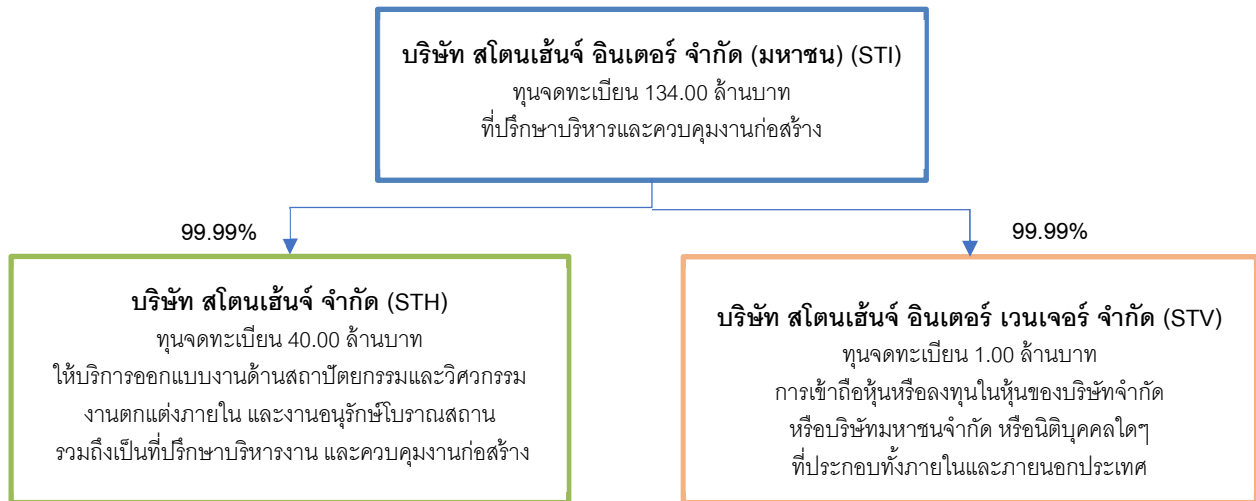 บริษัท สโตนเฮ้นจ์ อินเตอร์ จำกัด (มหาชน) (STI)
ทุนจดทะเบียน 134.00 ล้านบาท
ที่ปรึกษาบริหารและควบคุมงานก่อสร้าง
99.99%
99.99%
บริษัท สโตนเฮ้นจ์ จำกัด (STH)
ทุนจดทะเบียน 40.00 ล้านบาท
ให้บริการออกแบบงานด้านสถาปัตยกรรมและวิศวกรรม
งานตกแต่งภายใน และงานอนุรักษ์โบราณสถาน
รวมถึงเป็นที่ปรึกษาบริหารงาน และควบคุมงานก่อสร้าง
บริษัท สโตนเฮ้นจ์ อินเตอร์ เวนเจอร์ จำกัด (STV)
ทุนจดทะเบียน 1.00 ล้านบาท
การเข้าถือหุ้นหรือลงทุนในหุ้นของบริษัทจำกัด
หรือบริษัทมหาชนจำกัด หรือนิติบุคคลใดๆ
ที่ประกอบทั้งภายในและภายนอกประเทศ